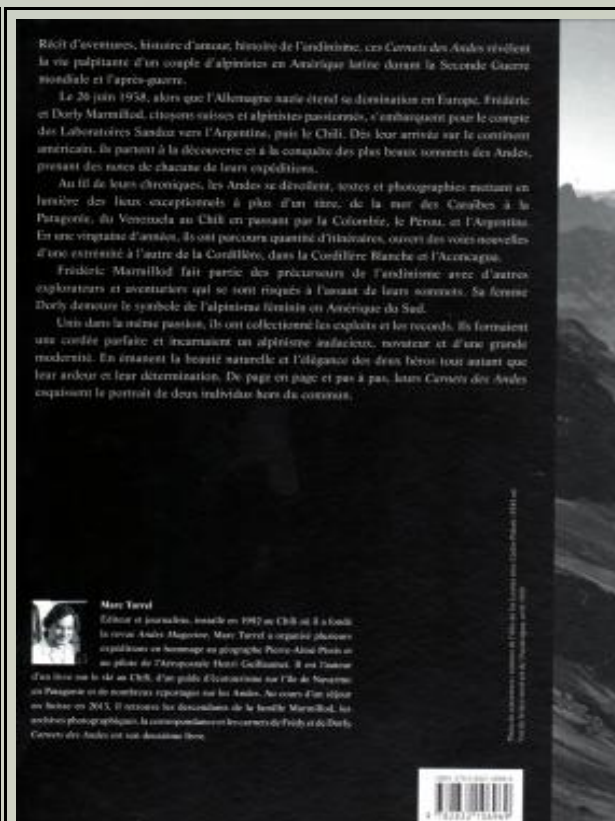 Récit d'aventures, histoire d'amour, histoire de l'andinisme, ces Carnets des Andes révèlent
la vie palpitante d'un couple d'alpinistes en Amérique latine durant la Seconde Guerre
mondiale et l'après-guerre.
Le 26 juin 1938, alors que l'Allemagne nazie étend sa domination en Europe, Frédéric
et Dorly Marmillod, citoyens suisses et alpinistes passionnés, s'embarquent pour le compte
des Laboratoires Sandoz vers l'Argentine, puis le Chili. Dès leur arrivée sur le continent
américain, ils partent à la découverte et à la conquête des plus beaux sommets des Andes,
prenant des notes de chacune de leurs expéditions.
Au fil de leurs chroniques, les Andes se dévoilent, textes et photographies mettant en
lumière des lieux exceptionnels à plus d'un titre, de la mer des Caraïbes à la
Patagonie, du Venezuela au Chili en passant par la Colombie, le Pérou, et l'Argentine.
En une vingtaine d'années, ils ont parcouru quantité d'itinéraires, ouvert des voies nouvelles
d'une extrémité à l'autre de la Cordillère, dans la Cordillère Blanche et l'Aconcagua.
Frédéric Marmillod fait partie des précurseurs de l'andinisme avec d'autres
explorateurs et aventuriers qui se sont risqués à l'assaut de leurs sommets. Sa femme
Dorly demeure le symbole de l'alpinisme féminin en Amérique du Sud.
Unis dans la même passion, ils ont collectionné les exploits et les records. Ils formaient
une cordée parfaite et incarnaient un alpinisme audacieux, novateur et d'une grande
modernité. En émanent la beauté naturelle et l'élégance des deux héros tout autant que
leur ardeur et leur détermination. De page en page et pas à pas, leurs Carnets des Andes
esquissent le portrait de deux individus hors du commun.
Marc Turrel
Éditeur et journaliste, installé en 1992 au Chili où il a fondé
la revue Andes Magazine, Marc Turrel a organisé plusieurs
expéditions en hommage au géographe Pierre-Aimé Pissis et
au pilote de l'Aéropostale Henri Guillaumet. Il est l'auteur
d'un livre sur le ski au Chili, d'un guide d'écotourisme sur l'île de Navarino
en Patagonie et de nombreux reportages sur les Andes. Au cours d'un séjour
en Suisse en 2015, il retrouve les descendants de la famille Marmillod, les
archives photographiques, la correspondance et les carnets de Frédy et de Dorly.
Carnets des Andes est son deuxième livre.